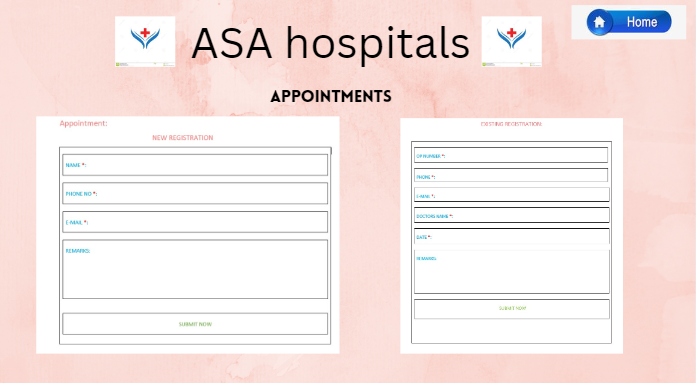 ASA hospitals
Home
APPOINTMENTS
Appointment:
NEW REGISTRATION
NAME *:
PHONE NO *:
E-MAIL *:
REMARKS:
SUBMIT NOW
EXISTING REGISTRATION:
OP NUMBER *:
PHONE *:
E-MAIL *:
DOCTORS NAME *:
DATE *:
REMARKS:
SUBMIT NOW